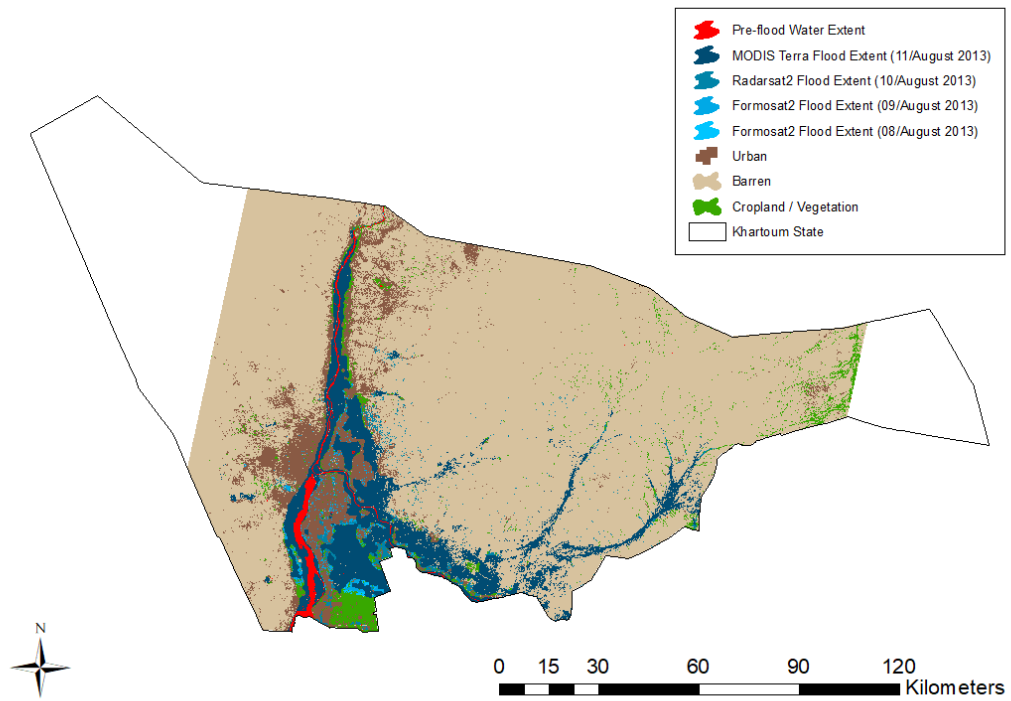 Pre-flood Water Extent
MODIS Terra Flood Extent (11/August 2013)
Radarsat2 Flood Extent (10/August 2013)
Formosat2 Flood Extent (09/August 2013)
Formosat2 Flood Extent (08/August 2013)
Urban
Barren
Cropland / Vegetation
Khartoum State
N
0 15 30 60 90 120
Kilometers